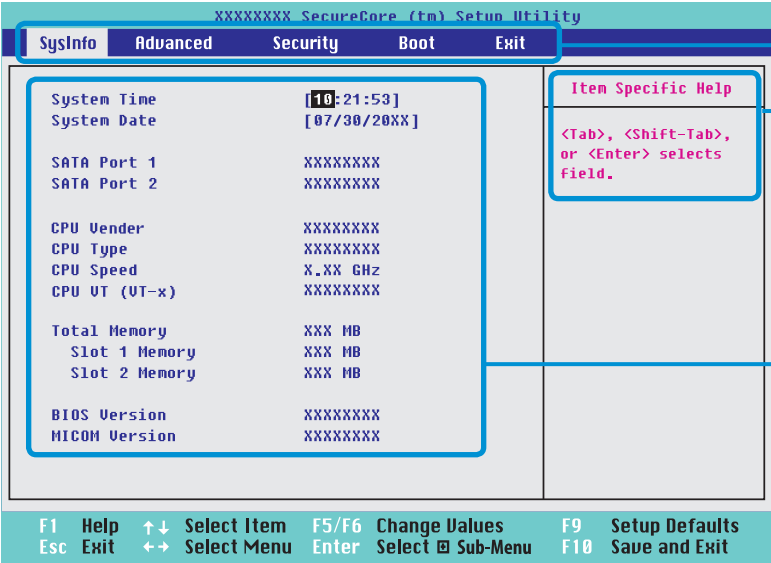 XXXXXXXX SecureCore (tm) Setup Utility
SysInfo Advanced Security Boot Exit
System Time [10:21:53]
System Date [07/30/20XX]
SATA Port 1 XXXXXXXX
SATA Port 2 XXXXXXXX
CPU Vender XXXXXXXX
CPU Type XXXXXXXX
CPU Speed X.XX GHz
CPU VT (VT-x) XXXXXXXX
Total Memory XXX MB
Slot 1 Memory XXX MB
Slot 2 Memory XXX MB
BIOS Version XXXXXXXX
MICOM Version XXXXXXXX
Item Specific Help
<Tab>, <Shift-Tab>,
or <Enter> selects
field.
F1 Help ↑↓ Select Item F5/F6 Change Values F9 Setup Defaults
Esc Exit ←→ Select Menu Enter Select Sub-Menu F10 Save and Exit